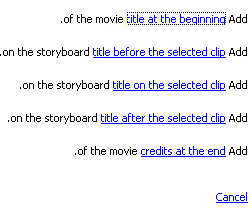 Add title at the beginning of the movie.
Add title before the selected clip on the storyboard.
Add title on the selected clip on the storyboard.
Add title after the selected clip on the storyboard.
Add credits at the end of the movie.
Cancel